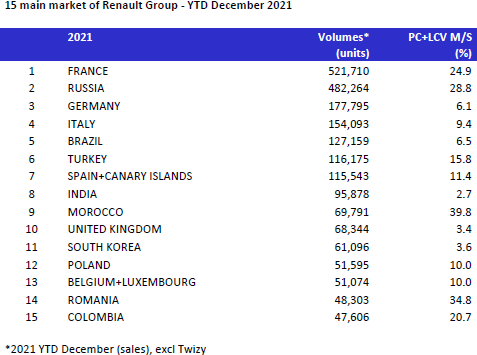 15 main market of Renault Group - YTD December 2021
2021 Volumes* PC+LCV M/S
(units) (%)
1 FRANCE 521,710 24.9
2 RUSSIA 482,264 28.8
3 GERMANY 177,795 6.1
4 ITALY 154,093 9.4
5 BRAZIL 127,159 6.5
6 TURKEY 116,175 15.8
7 SPAIN+CANARY ISLANDS 115,543 11.4
8 INDIA 95,878 2.7
9 MOROCCO 69,791 39.8
10 UNITED KINGDOM 68,344 3.4
11 SOUTH KOREA 61,096 3.6
12 POLAND 51,595 10.0
13 BELGIUM+LUXEMBOURG 51,074 10.0
14 ROMANIA 48,303 34.8
15 COLOMBIA 47,606 20.7
*2021 YTD December (sales), excl Twizy